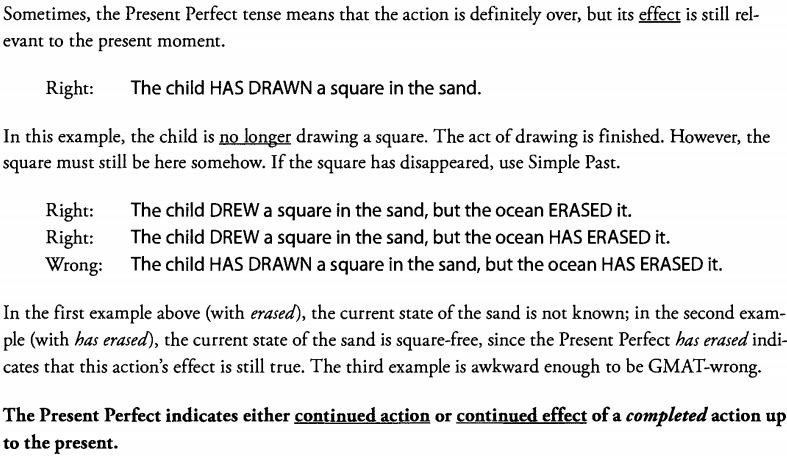 Sometimes, the Present Perfect tense means that the action is definitely over, but its effect is still rel-
evant to the present moment.
Right: The child HAS DRAWN a square in the sand.
In this example, the child is no longer drawing a square. The act of drawing is finished. However, the
square must still be here somehow. If the square has disappeared, use Simple Past.
Right: The child DREW a square in the sand, but the ocean ERASED it.
Right: The child DREW a square in the sand, but the ocean HAS ERASED it.
Wrong: The child HAS DRAWN a square in the sand, but the ocean HAS ERASED it.
In the first example above (with erased), the current state of the sand is not known; in the second exam-
ple (with has erased), the current state of the sand is square-free, since the Present Perfect has erased indi-
cates that this action's effect is still true. The third example is awkward enough to be GMAT-wrong.
The Present Perfect indicates either continued action or continued effect of a completed action up
to the present.